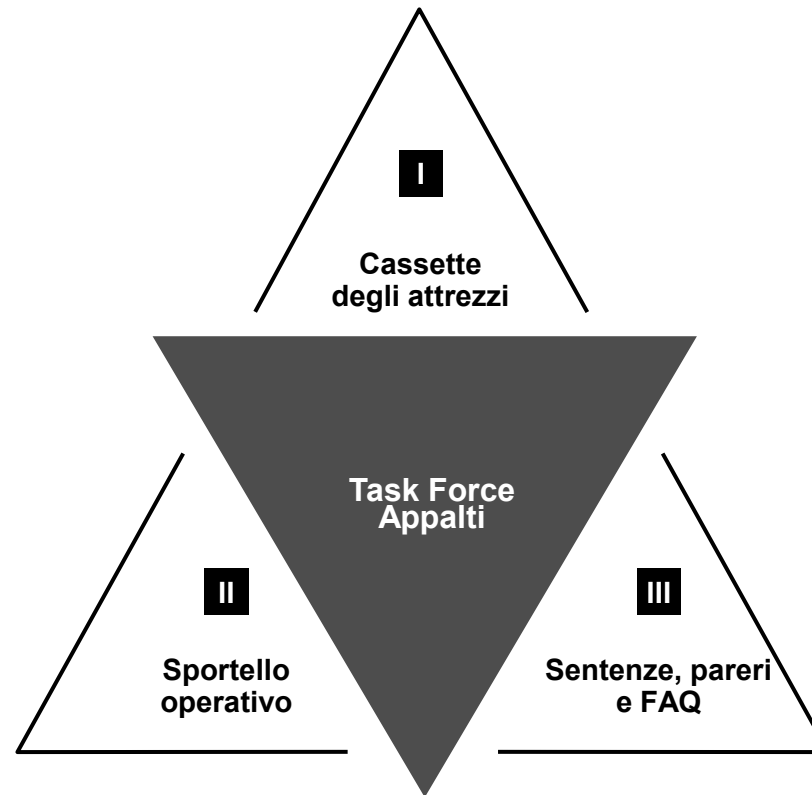 I
Cassette
degli attrezzi
Task Force
Appalti
II
Sportello
operativo
III
Sentenze, pareri
e FAQ